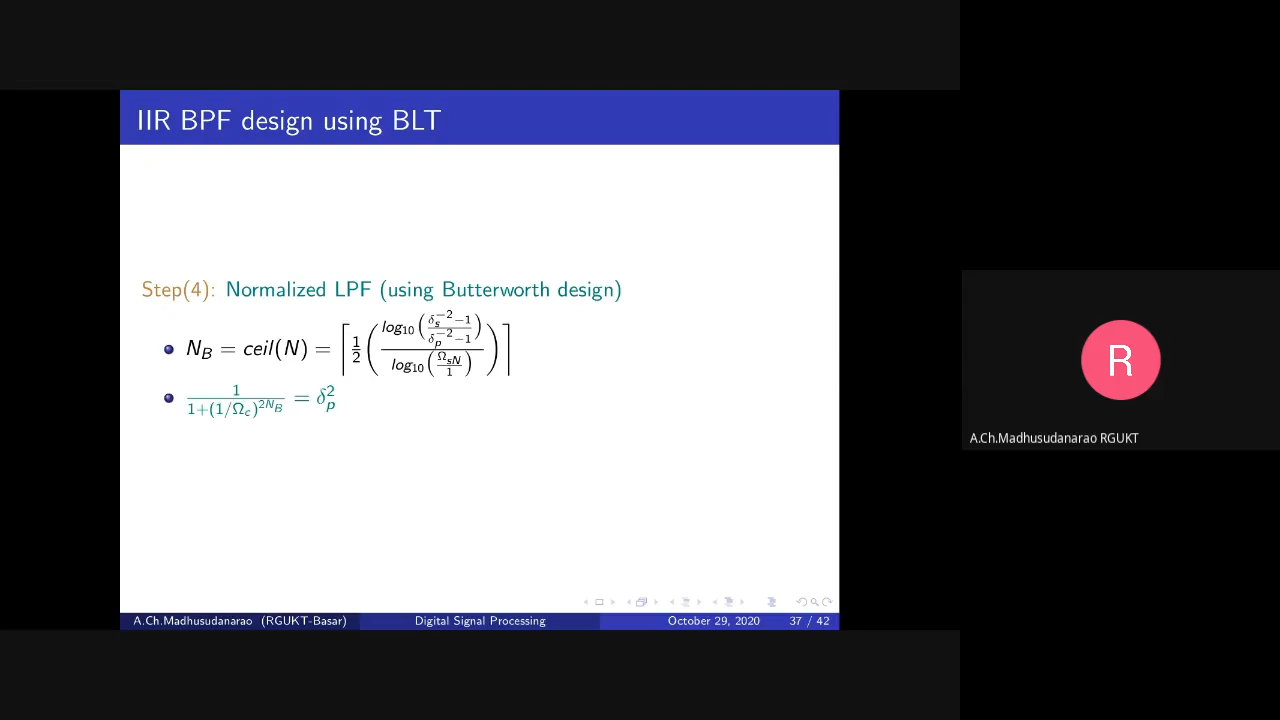 IIR BPF design using BLT
Step(4): Normalized LPF (using Butterworth design)
N_B = ceil(N) = ⌈ 1/2 ( log₁₀( (δ_s^−2 −1) / (δ_p^−2 −1) ) / log₁₀( Ω_sN / 1 ) ) ⌉
1 / (1+(1/Ω_c)^{2N_B}) = δ_p^2
R
A.Ch.Madhusudanarao RGUKT
A.Ch.Madhusudanarao (RGUKT-Basar) Digital Signal Processing October 29, 2020 37 / 42